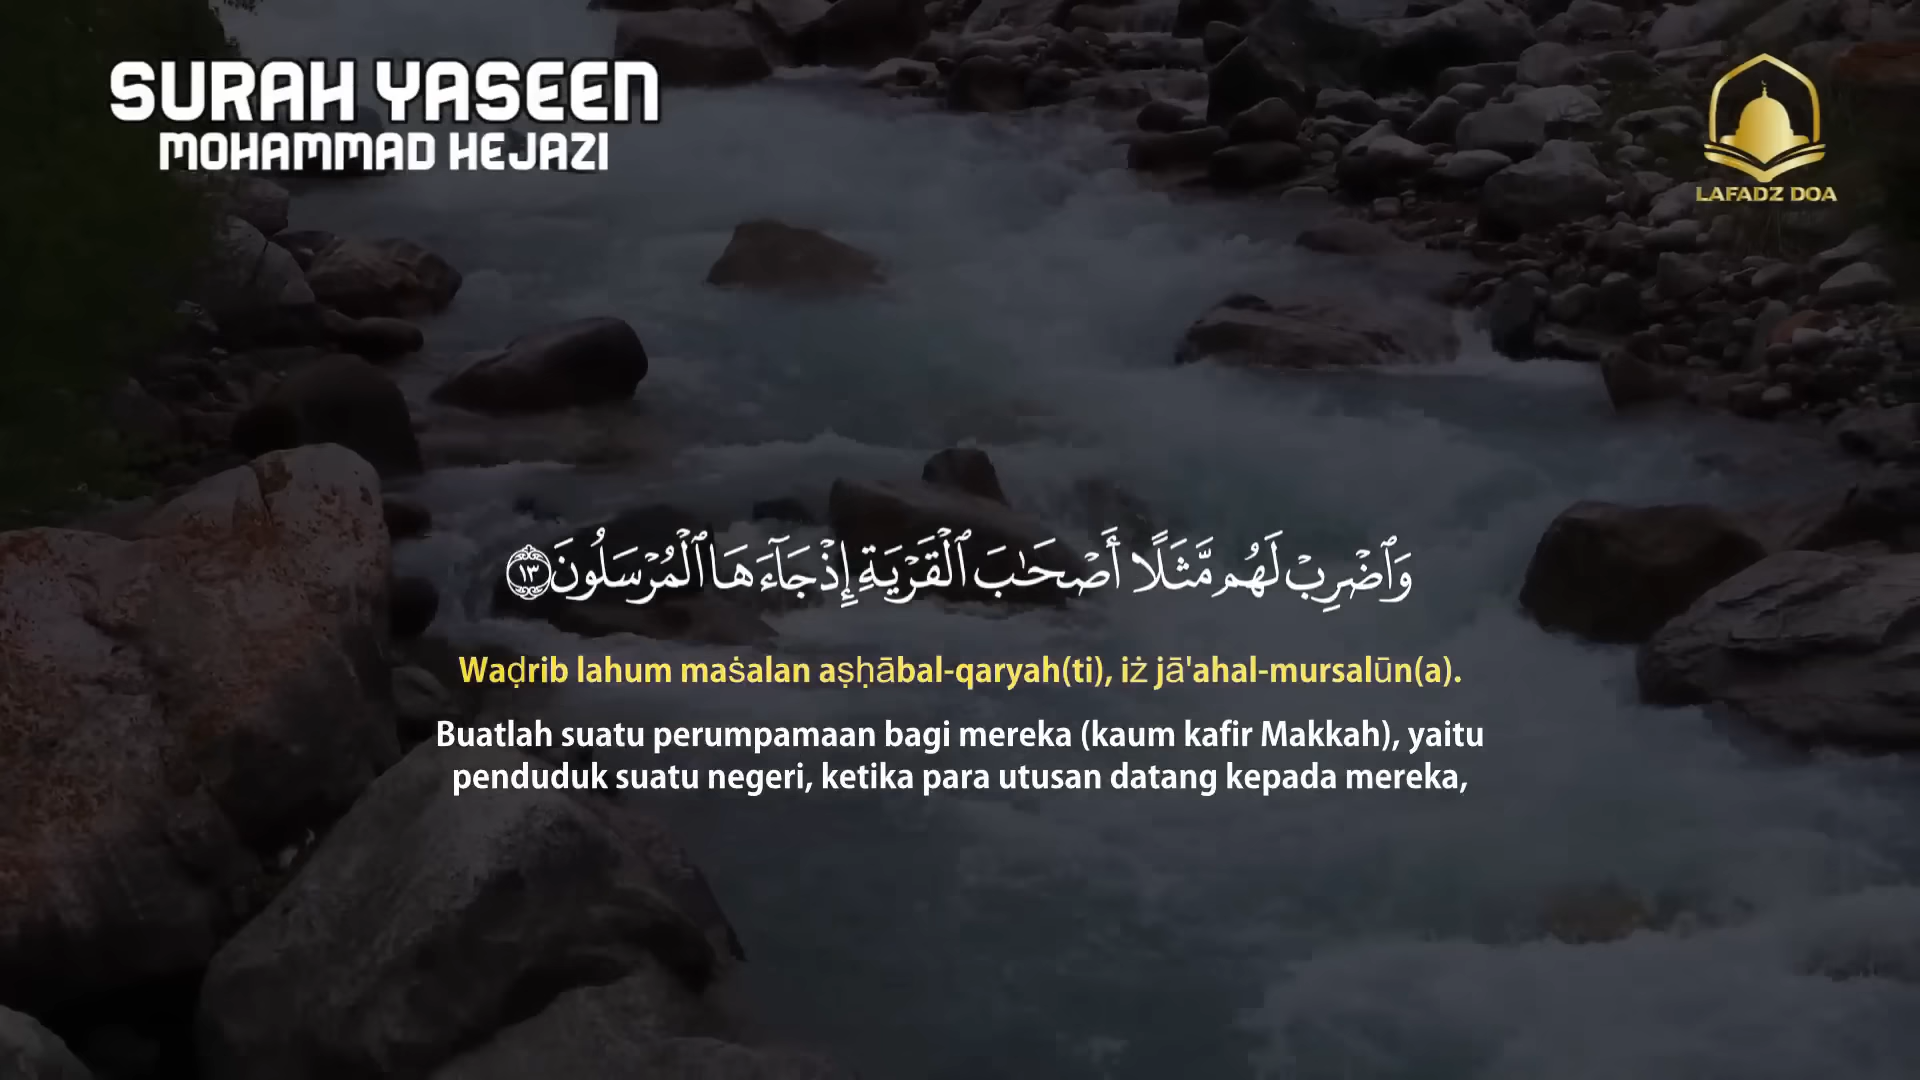 SURAH YASEEN
MOHAMMAD HEJAZI
LAFADZ DOA
وَٱضْرِبْ لَهُم مَّثَلًا أَصْحَٰبَ ٱلْقَرْيَةِ إِذْ جَآءَهَا ٱلْمُرْسَلُونَ ١٣
Waḍrib lahum maṡalan aṣḥābal-qaryah(ti), iż jā'ahal-mursalūn(a).
Buatlah suatu perumpamaan bagi mereka (kaum kafir Makkah), yaitu
penduduk suatu negeri, ketika para utusan datang kepada mereka,